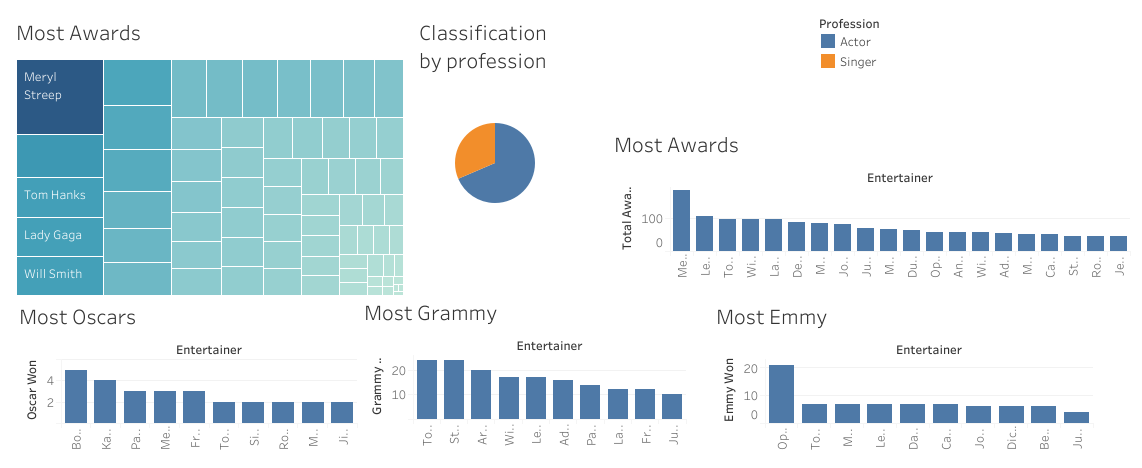 Most Awards
Meryl
Streep
Tom Hanks
Lady Gaga
Will Smith
Classification
by profession
Profession
Actor
Singer
Most Awards
Entertainer
Total Awa..
100
0
Me..
Le..
To..
Wi..
La..
De..
M..
Jo..
Ju..
M..
Du..
Op..
An..
Wi..
Ad..
M..
Ca..
St..
Ro..
Je..
Most Oscars
Entertainer
Oscar Won
4
2
Bo..
Ka..
Pa..
Me..
Fr..
To..
Si..
Ro..
M..
Ji..
Most Grammy
Entertainer
Grammy ..
20
10
To..
St..
Ar..
Wi..
Le..
Ad..
Pa..
La..
Fr..
Ju..
Most Emmy
Entertainer
Emmy Won
20
10
0
Op..
To..
M..
Le..
Da..
Ca..
Jo..
Dic..
Be..
Ju..